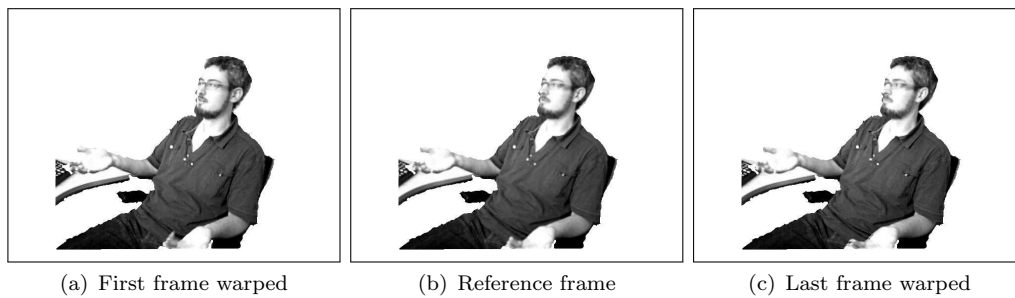 (a) First frame warped
(b) Reference frame
(c) Last frame warped